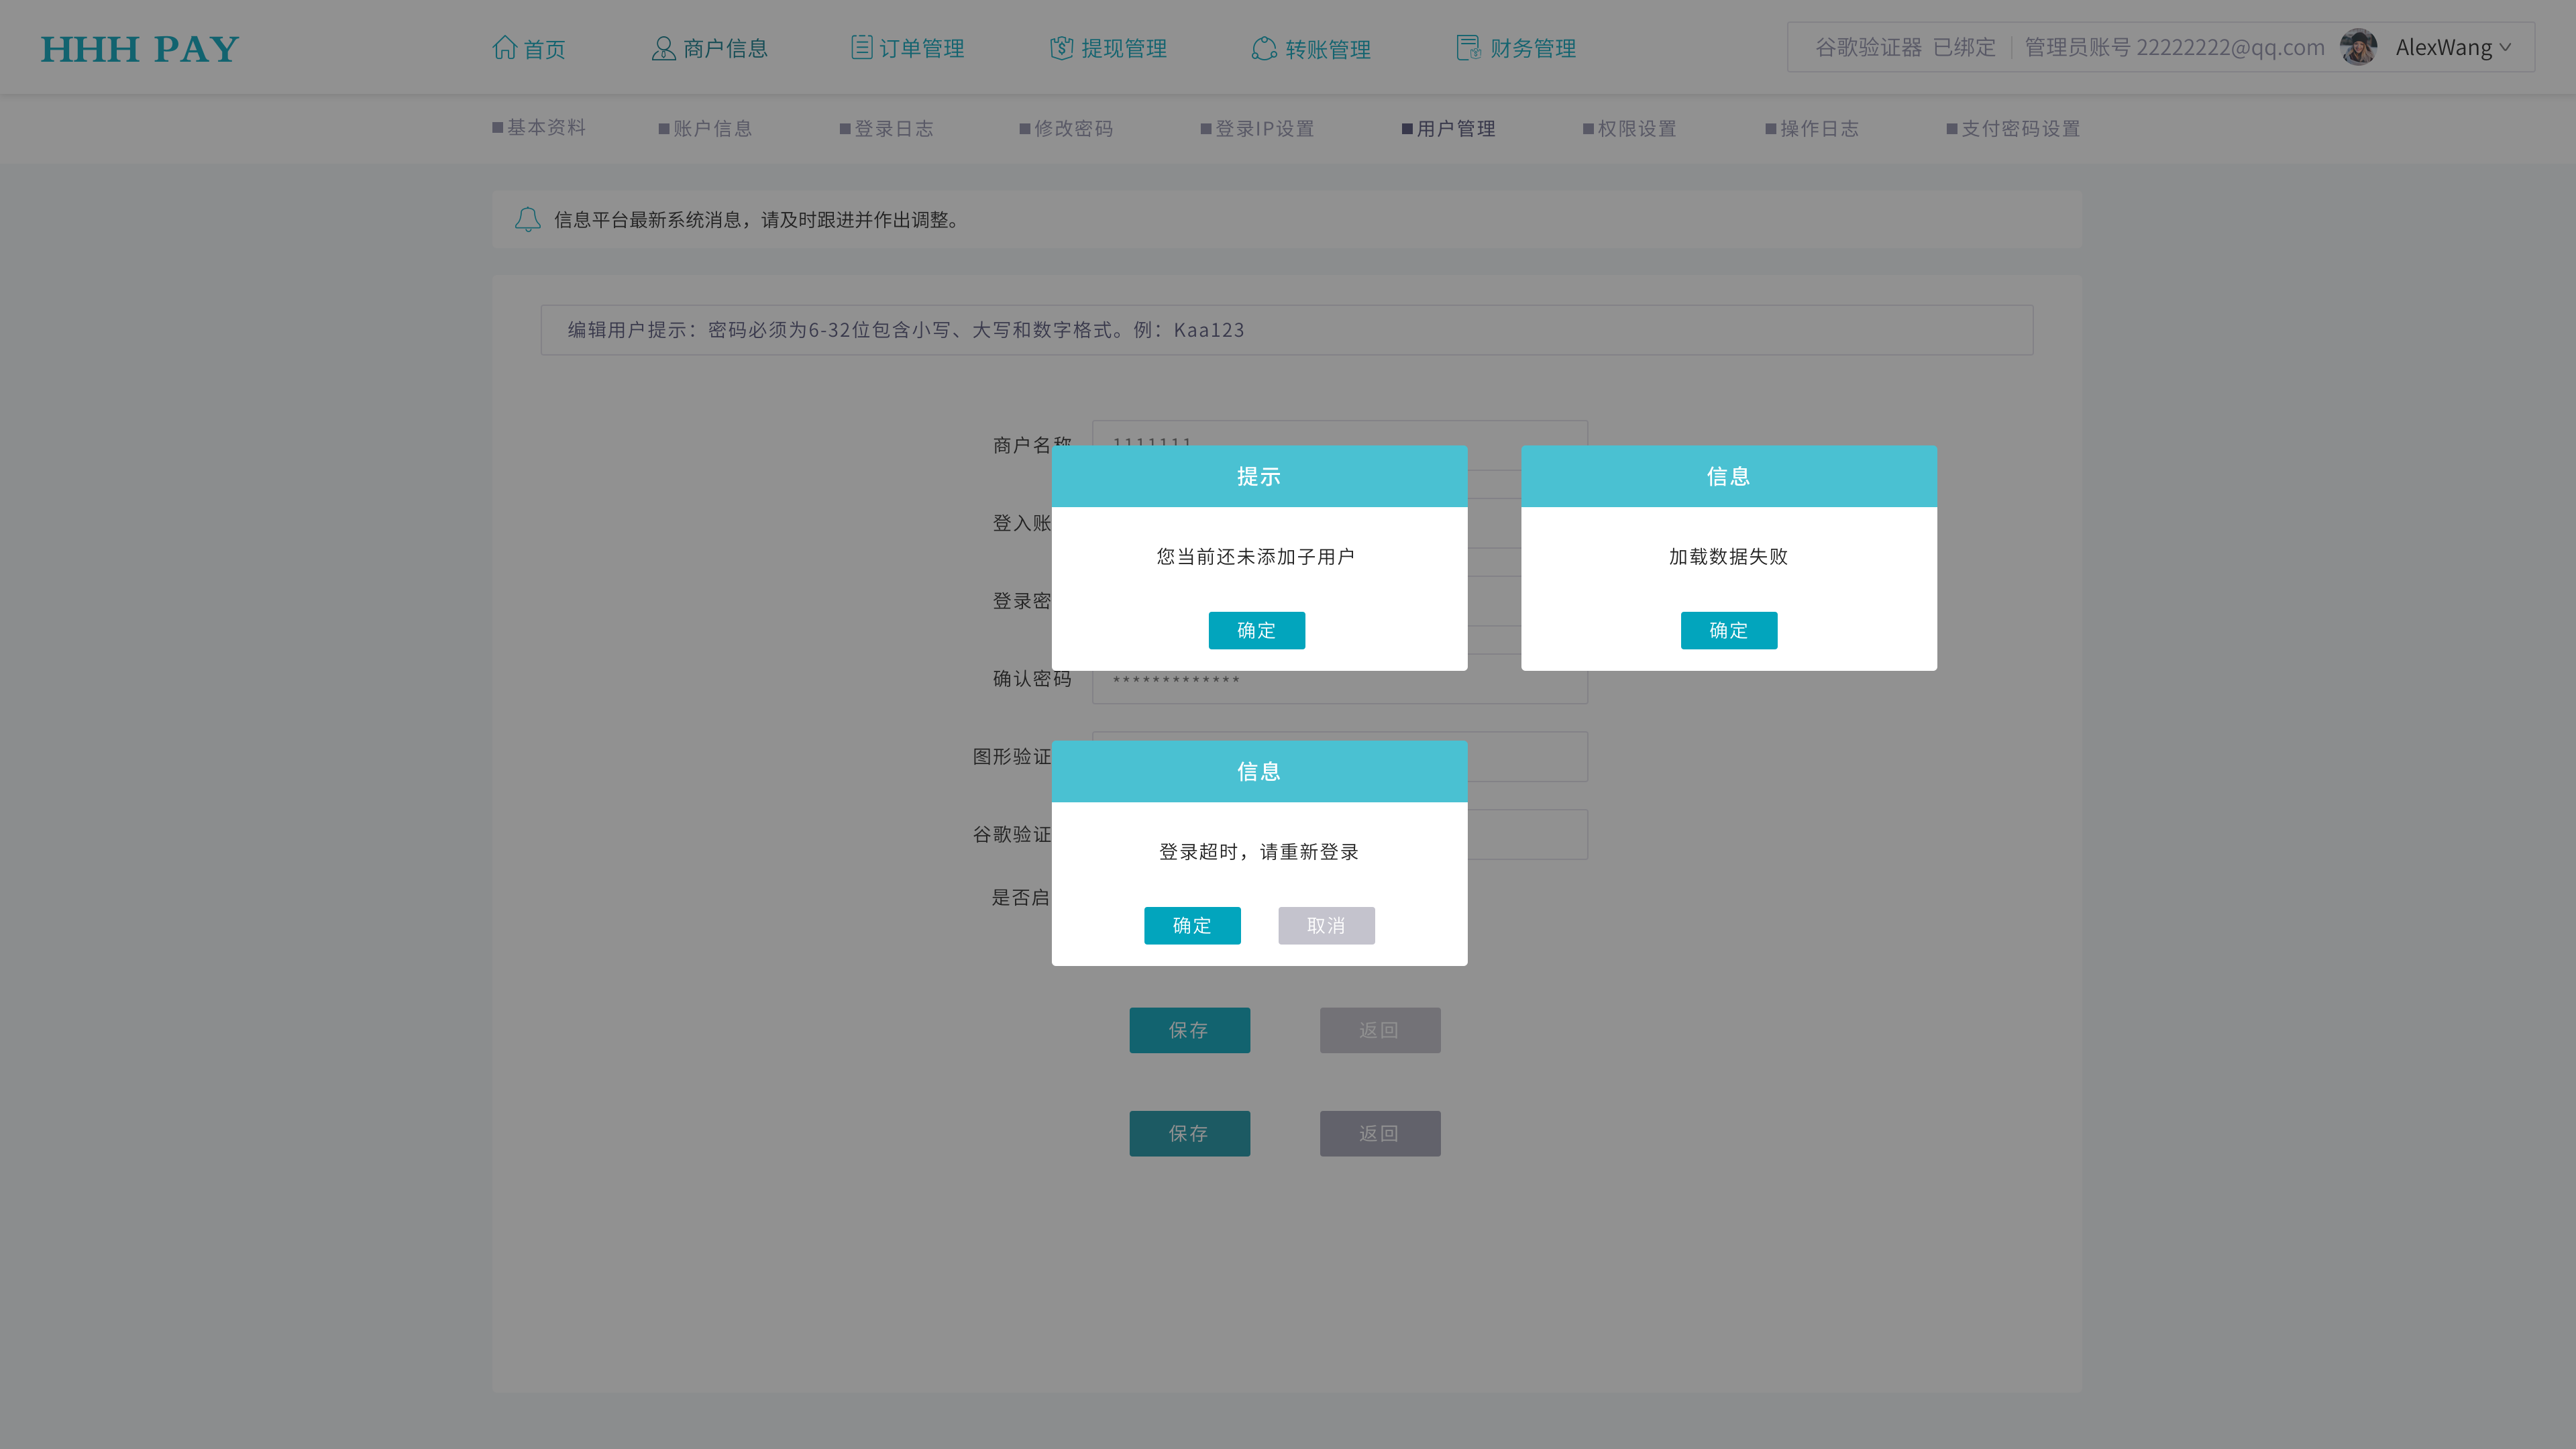 HHH PAY
首页
商户信息
订单管理
提现管理
转账管理
财务管理
谷歌验证器 已绑定
管理员账号 22222222@qq.com
AlexWang
基本资料
账户信息
登录日志
修改密码
登录IP设置
用户管理
权限设置
操作日志
支付密码设置
信息平台最新系统消息，请及时跟进并作出调整。
编辑用户提示：密码必须为6-32位包含小写、大写和数字格式。例：Kaa123
商户名称
1111111
提示
信息
登入账
您当前还未添加子用户
加载数据失败
登录密
确定
确定
确认密码
*************
图形验证
信息
谷歌验证
登录超时，请重新登录
是否启
确定
取消
保存
返回
保存
返回